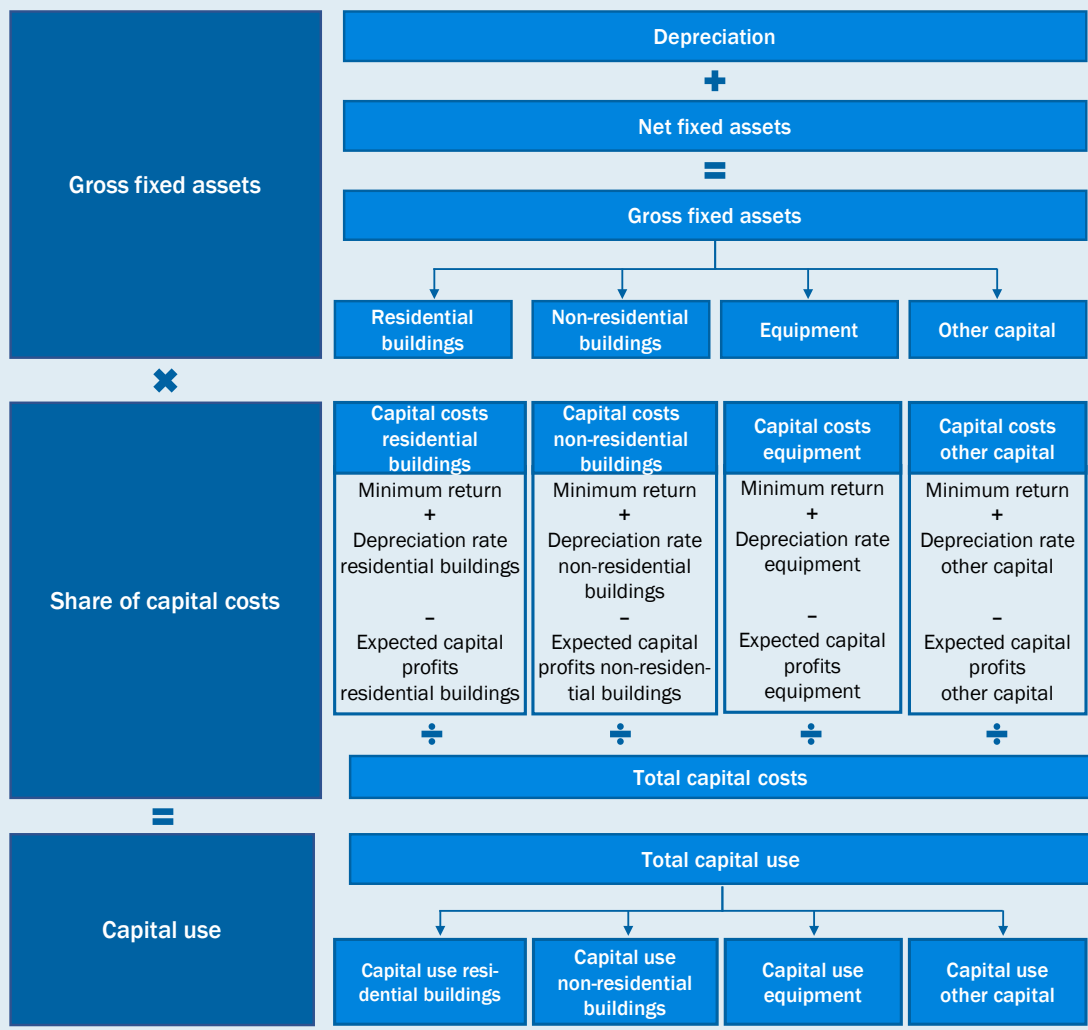 Gross fixed assets
Depreciation
+
Net fixed assets
=
Gross fixed assets
Residential
buildings
Non-residential
buildings
Equipment
Other capital
×
Share of capital costs
Capital costs
residential
buildings
Minimum return
+
Depreciation rate
residential buildings
–
Expected capital
profits
residential buildings
÷
Capital costs
non-residential
buildings
Minimum return
+
Depreciation rate
non-residential
buildings
–
Expected capital
profits non-residen-
tial buildings
÷
Capital costs
equipment
Minimum return
+
Depreciation rate
equipment
–
Expected capital
profits
equipment
÷
Capital costs
other capital
Minimum return
+
Depreciation rate
other capital
–
Expected capital
profits
other capital
÷
Total capital costs
=
Capital use
Total capital use
Capital use resi-
dential buildings
Capital use
non-residential
buildings
Capital use
equipment
Capital use
other capital